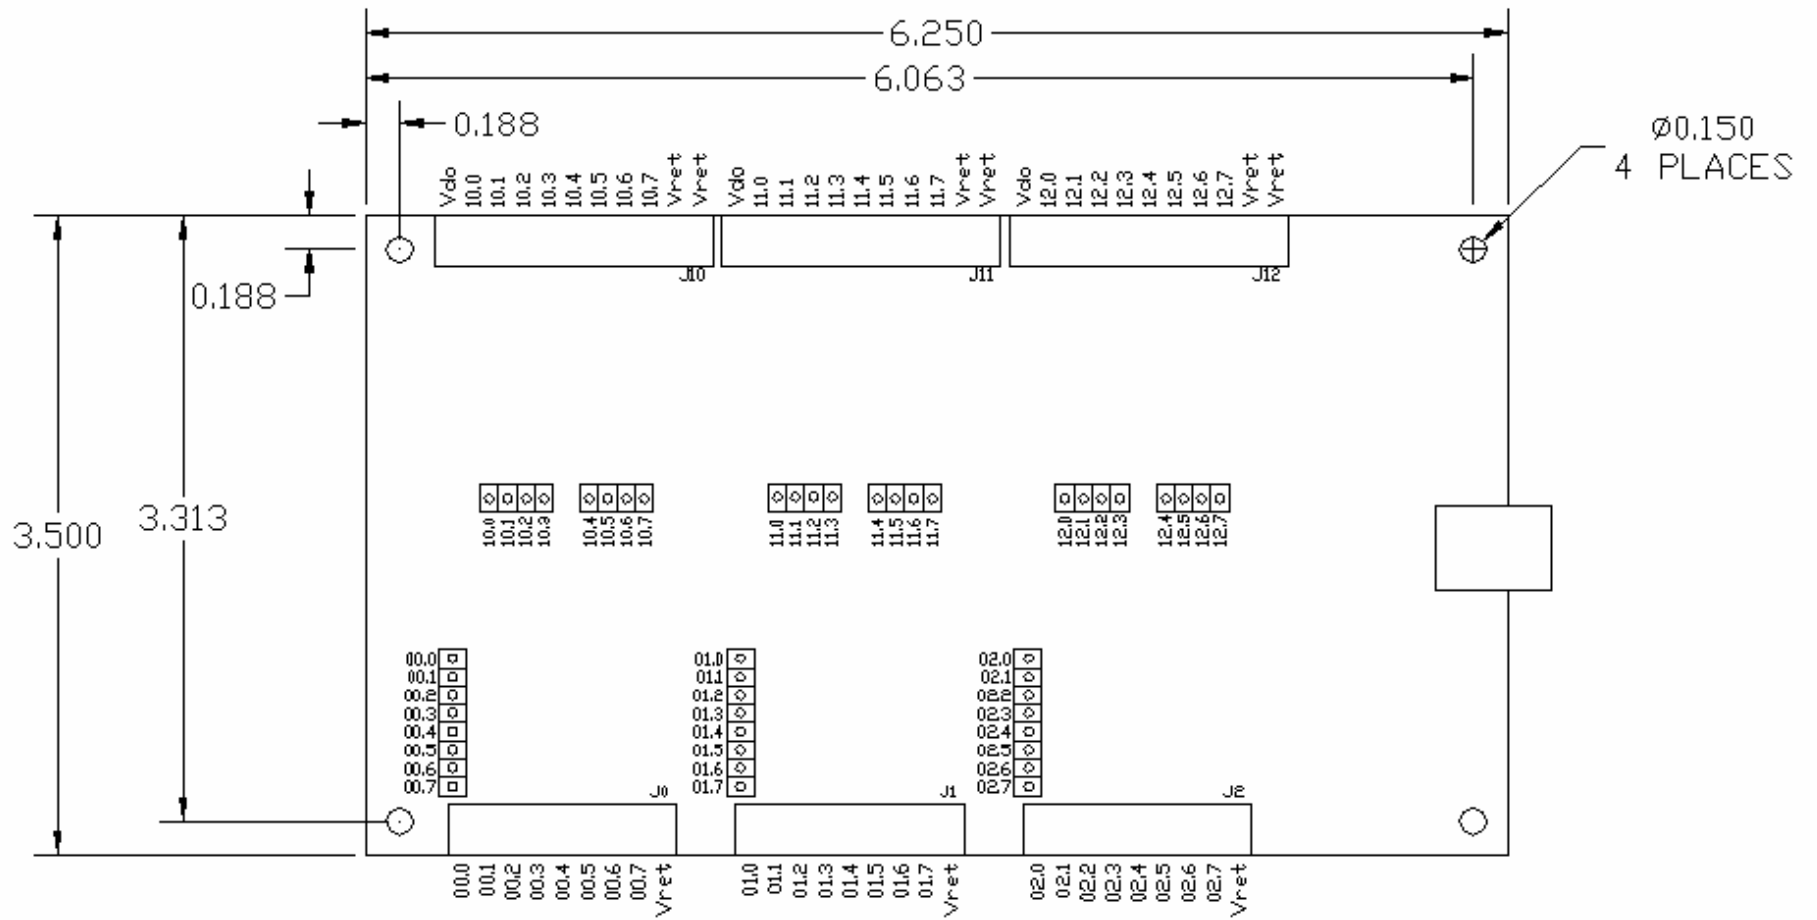 6.250
6.063
0.188
Ø0.150
4 PLACES
Vdo 10.0 10.1 10.2 10.3 10.4 10.5 10.6 10.7 Vret Vret
Vdo 11.0 11.1 11.2 11.3 11.4 11.5 11.6 11.7 Vret Vret
Vdo 12.0 12.1 12.2 12.3 12.4 12.5 12.6 12.7 Vret Vret
J10
J11
J12
0.188
3.500
3.313
10.0 10.1 10.2 10.3
10.4 10.5 10.6 10.7
11.0 11.1 11.2 11.3
11.4 11.5 11.6 11.7
12.0 12.1 12.2 12.3
12.4 12.5 12.6 12.7
00.0
00.1
00.2
00.3
00.4
00.5
00.6
00.7
01.0
01.1
01.2
01.3
01.4
01.5
01.6
01.7
02.0
02.1
02.2
02.3
02.4
02.5
02.6
02.7
J0
J1
J2
00.0 00.1 00.2 00.3 00.4 00.5 00.6 00.7 Vret
01.0 01.1 01.2 01.3 01.4 01.5 01.6 01.7 Vret
02.0 02.1 02.2 02.3 02.4 02.5 02.6 02.7 Vret